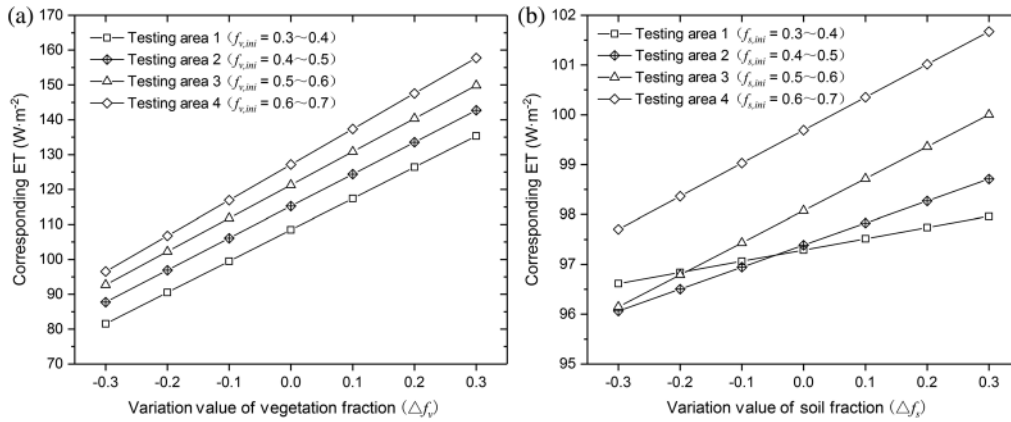 (a)
Testing area 1 (f_v,ini = 0.3～0.4)
Testing area 2 (f_v,ini = 0.4～0.5)
Testing area 3 (f_v,ini = 0.5～0.6)
Testing area 4 (f_v,ini = 0.6～0.7)
Corresponding ET (W·m⁻²)
170
160
150
140
130
120
110
100
90
80
70
-0.3 -0.2 -0.1 0.0 0.1 0.2 0.3
Variation value of vegetation fraction (△f_v)
(b)
Testing area 1 (f_s,ini = 0.3～0.4)
Testing area 2 (f_s,ini = 0.4～0.5)
Testing area 3 (f_s,ini = 0.5～0.6)
Testing area 4 (f_s,ini = 0.6～0.7)
Corresponding ET (W·m⁻²)
102
101
100
99
98
97
96
95
-0.3 -0.2 -0.1 0.0 0.1 0.2 0.3
Variation value of soil fraction (△f_s)